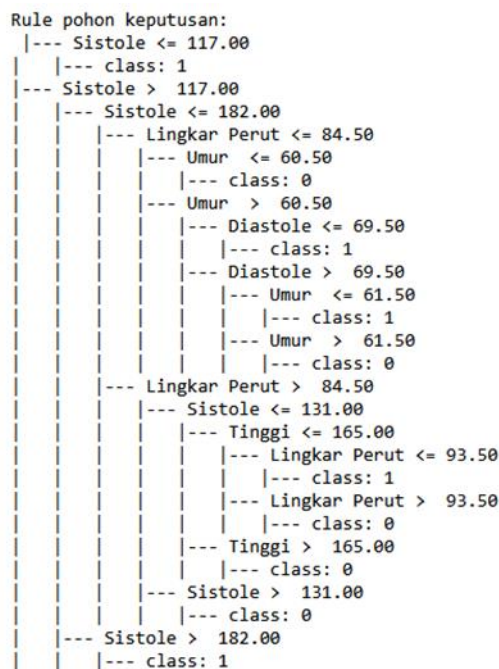 Rule pohon keputusan:
 |--- Sistole <= 117.00
|   |--- class: 1
|--- Sistole >  117.00
|   |--- Sistole <= 182.00
|   |   |--- Lingkar Perut <= 84.50
|   |   |   |--- Umur  <= 60.50
|   |   |   |   |--- class: 0
|   |   |   |--- Umur  >  60.50
|   |   |   |   |--- Diastole <= 69.50
|   |   |   |   |   |--- class: 1
|   |   |   |   |--- Diastole >  69.50
|   |   |   |   |   |--- Umur  <= 61.50
|   |   |   |   |   |   |--- class: 1
|   |   |   |   |   |--- Umur  >  61.50
|   |   |   |   |   |   |--- class: 0
|   |   |--- Lingkar Perut >  84.50
|   |   |   |--- Sistole <= 131.00
|   |   |   |   |--- Tinggi <= 165.00
|   |   |   |   |   |--- Lingkar Perut <= 93.50
|   |   |   |   |   |   |--- class: 1
|   |   |   |   |   |--- Lingkar Perut >  93.50
|   |   |   |   |   |   |--- class: 0
|   |   |   |   |--- Tinggi >  165.00
|   |   |   |   |   |--- class: 0
|   |   |   |--- Sistole >  131.00
|   |   |   |   |--- class: 0
|   |--- Sistole >  182.00
|   |   |--- class: 1